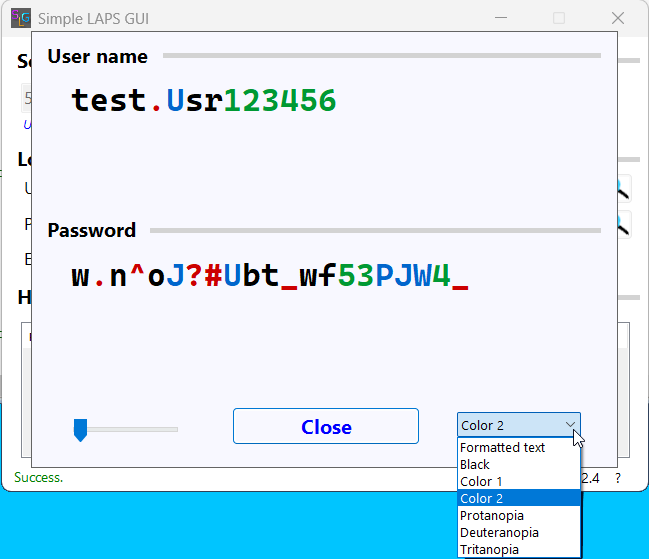 Simple LAPS GUI
User name
test.Usr123456
Password
w.n^oJ?#Ubt_wf53PJW4_
Close
Color 2
Formatted text
Black
Color 1
Color 2
Protanopia
Deuteranopia
Tritanopia
Success.
2.4 ?